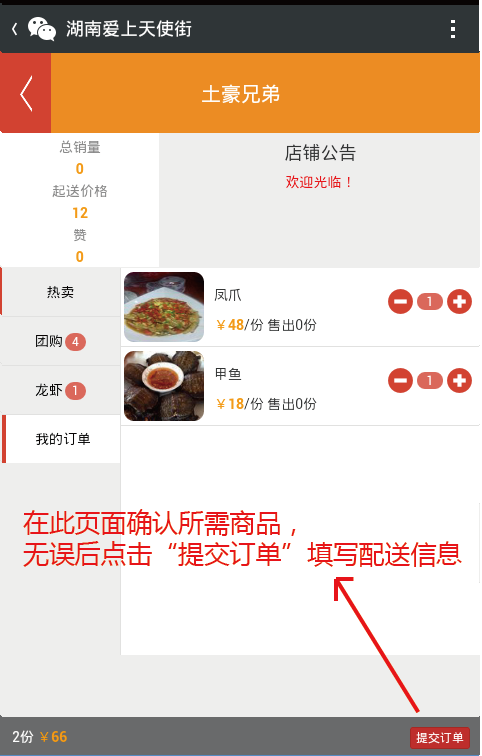 湖南爱上天使街
土豪兄弟
总销量
0
起送价格
12
赞
0
店铺公告
欢迎光临！
热卖
团购 4
龙虾 1
我的订单
凤爪
￥48/份 售出0份
1
甲鱼
￥18/份 售出0份
1
在此页面确认所需商品，
无误后点击“提交订单”填写配送信息
2份 ￥66
提交订单